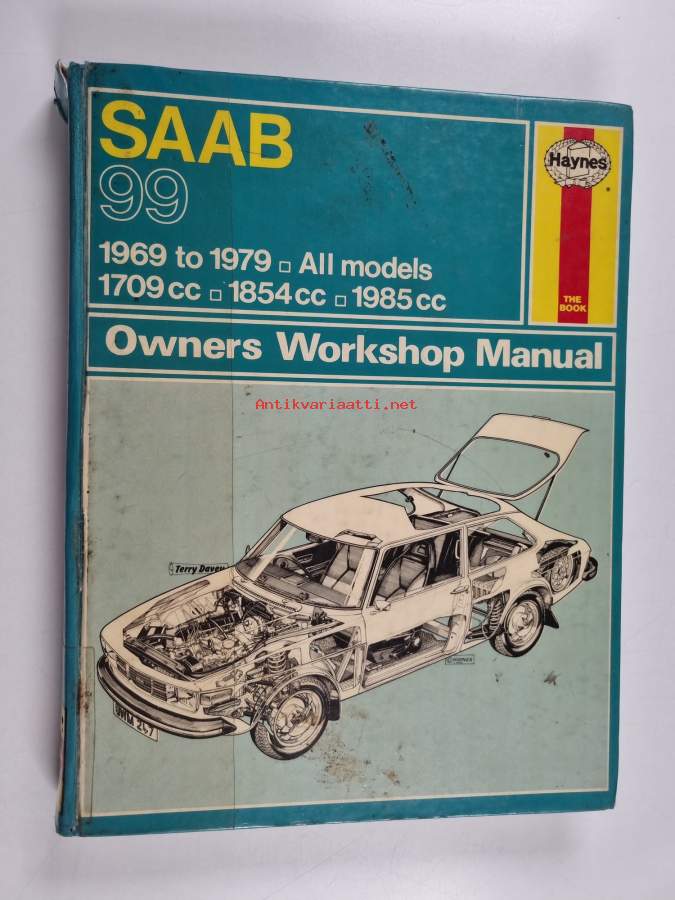 SAAB
99
1969 to 1979 ▫ All models
1709 cc ▫ 1854 cc ▫ 1985 cc
Haynes
THE
BOOK
Owners Workshop Manual
Antikvariaatti.net
Terry Davey